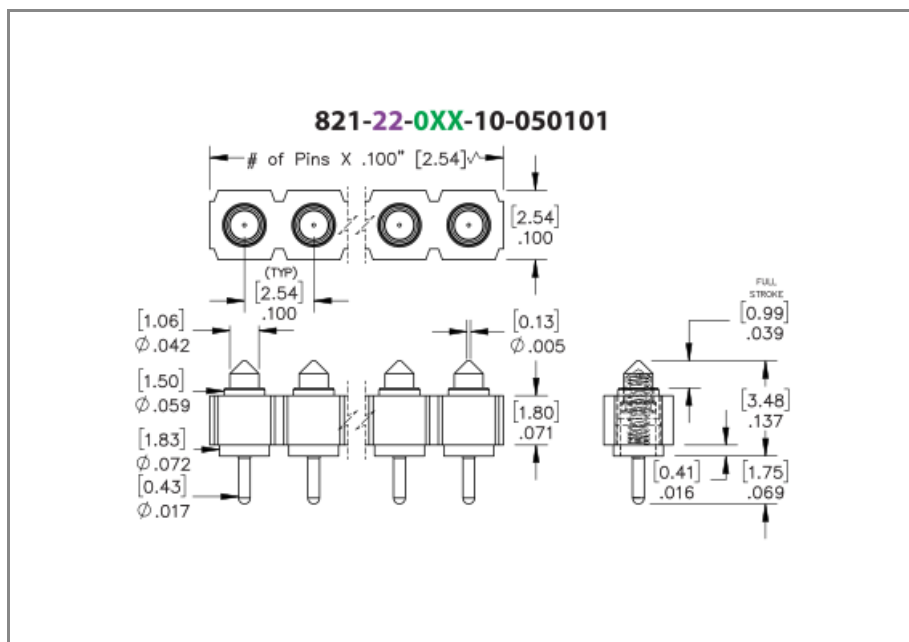 821-22-0XX-10-050101
# of Pins X .100" [2.54]
[2.54]
.100
(TYP)
[2.54]
.100
FULL
STROKE
[0.99]
.039
[1.06]
Ø.042
[0.13]
Ø.005
[1.50]
Ø.059
[1.80]
.071
[3.48]
.137
[1.83]
Ø.072
[0.41]
.016
[1.75]
.069
[0.43]
Ø.017